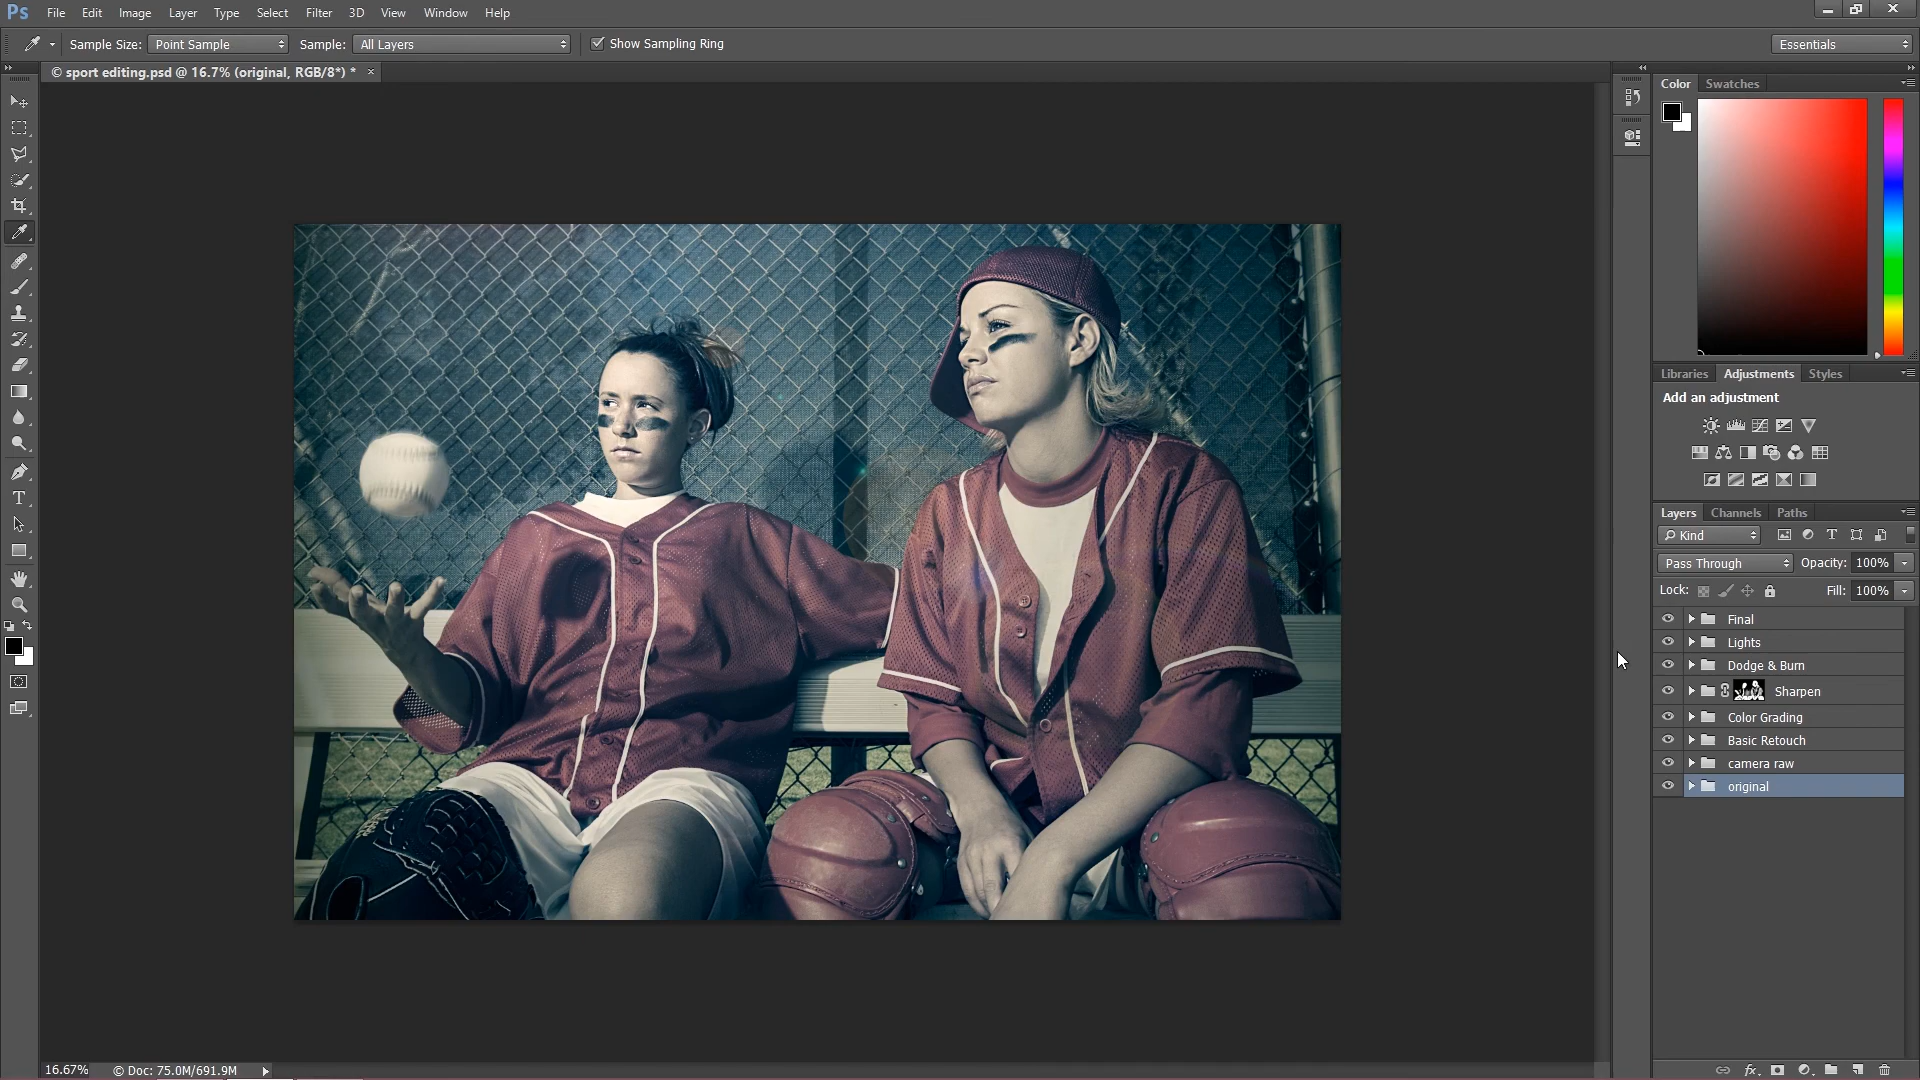 Ps File Edit Image Layer Type Select Filter 3D View Window Help
Sample Size: Point Sample Sample: All Layers Show Sampling Ring Essentials
© sport editing.psd @ 16.7% (original, RGB/8*) * ×
Color Swatches
Libraries Adjustments Styles
Add an adjustment
Layers Channels Paths
Kind
Pass Through Opacity: 100%
Lock: Fill: 100%
Final
Lights
Dodge & Burn
Sharpen
Color Grading
Basic Retouch
camera raw
original
16.67% © Doc: 75.0M/691.9M